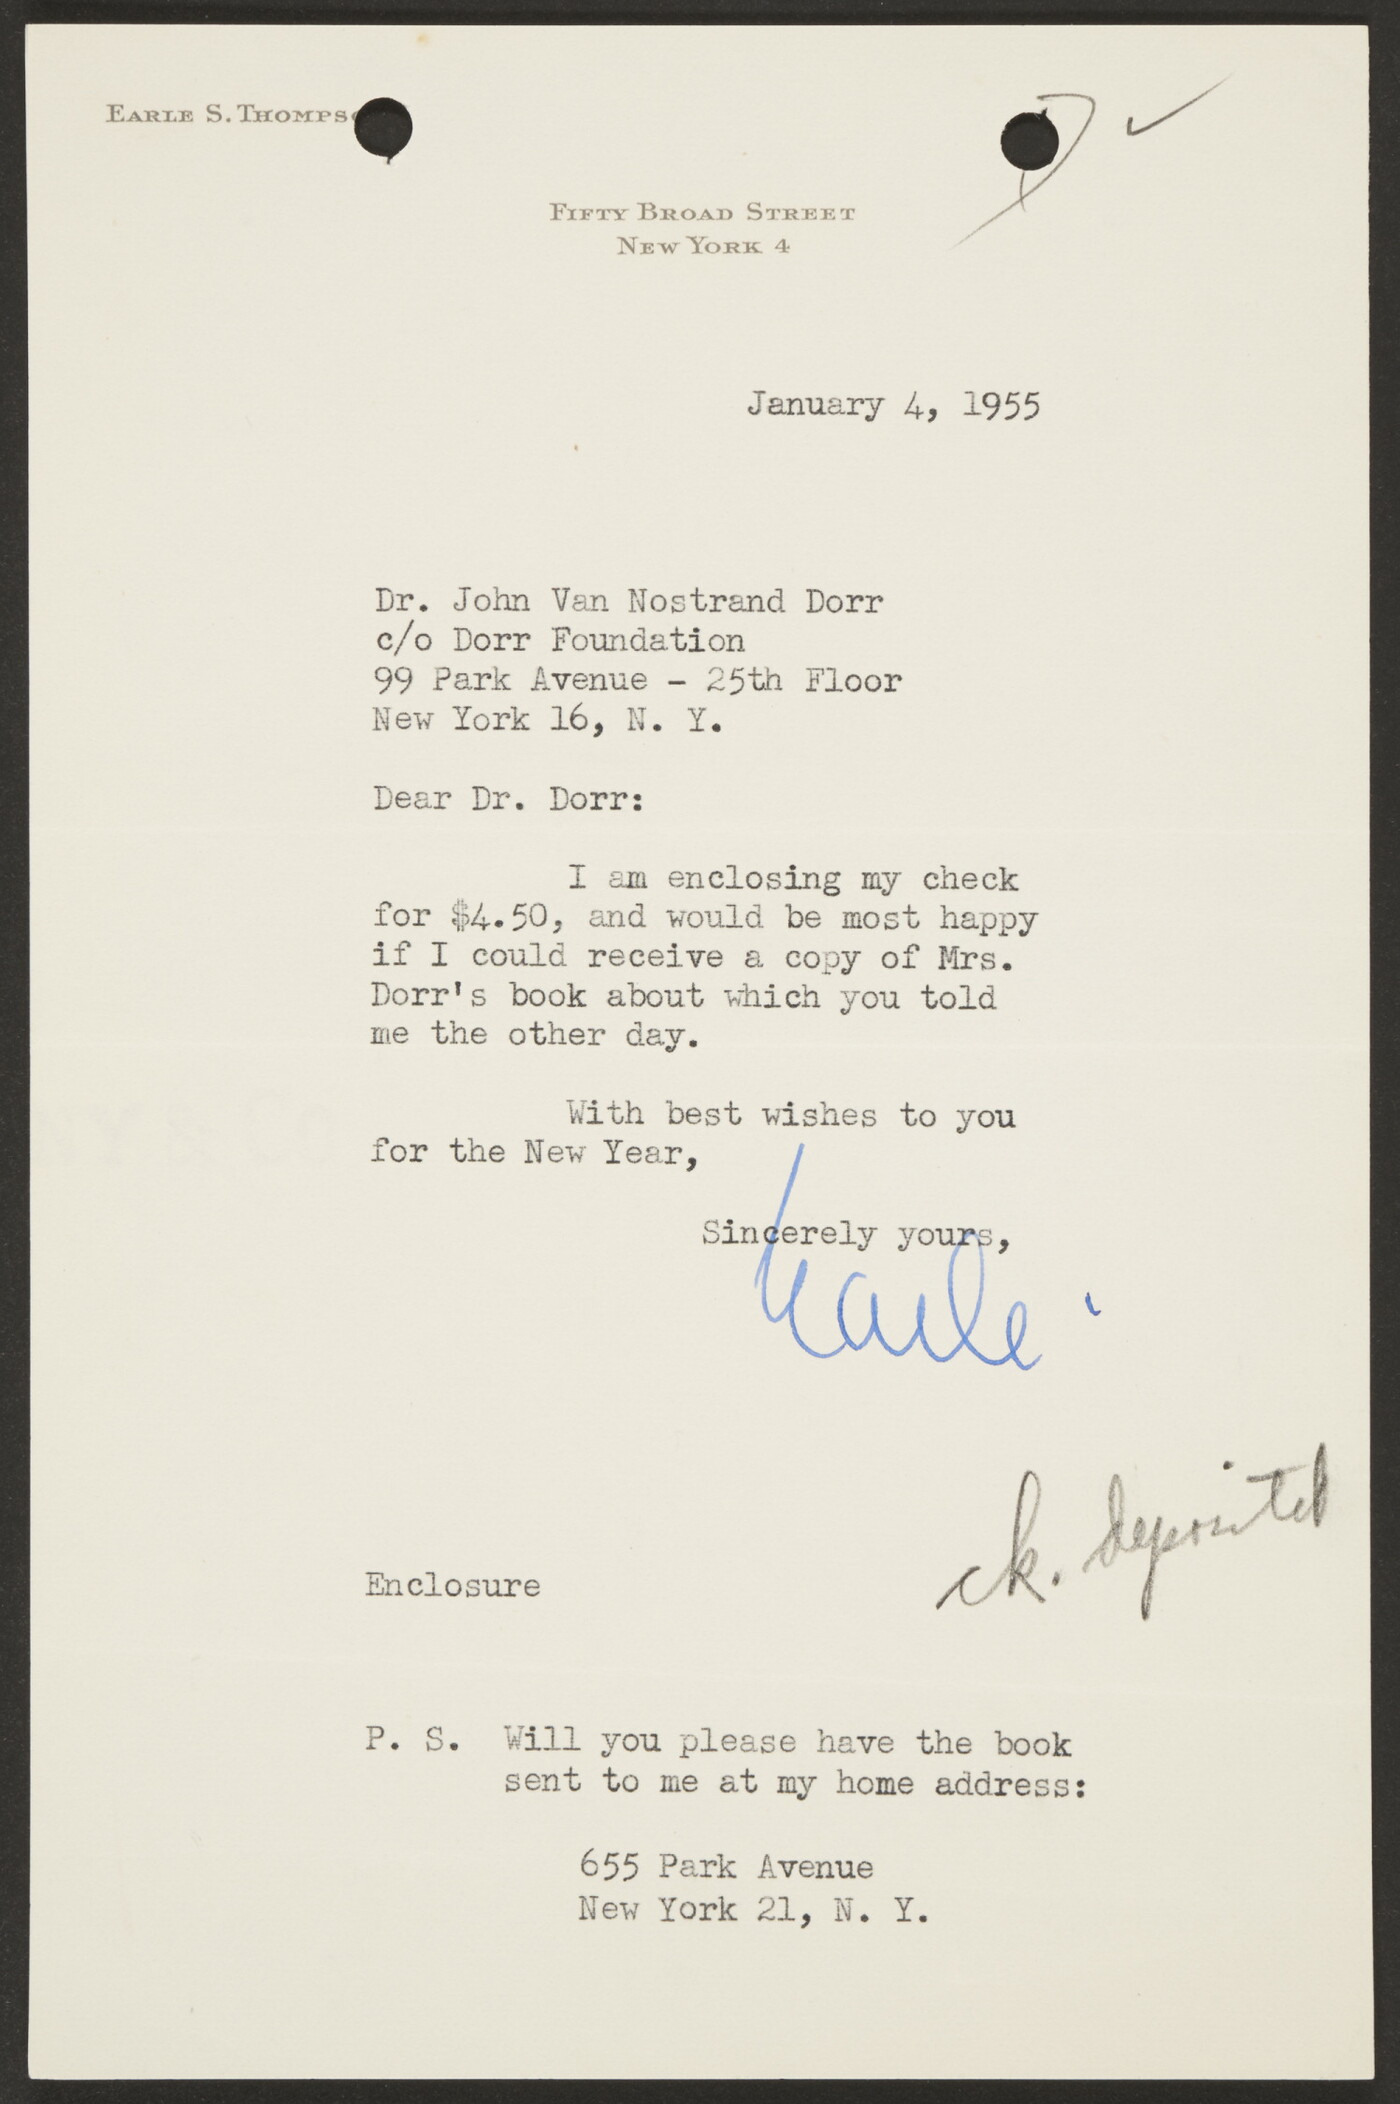 Earle S. Thomps
Fifty Broad Street
New York 4
January 4, 1955
Dr. John Van Nostrand Dorr
c/o Dorr Foundation
99 Park Avenue - 25th Floor
New York 16, N. Y.
Dear Dr. Dorr:
I am enclosing my check
for $4.50, and would be most happy
if I could receive a copy of Mrs.
Dorr's book about which you told
me the other day.
With best wishes to you
for the New Year,
Sincerely yours,
Earle
ck. deposited
Enclosure
P. S. Will you please have the book
sent to me at my home address:
655 Park Avenue
New York 21, N. Y.